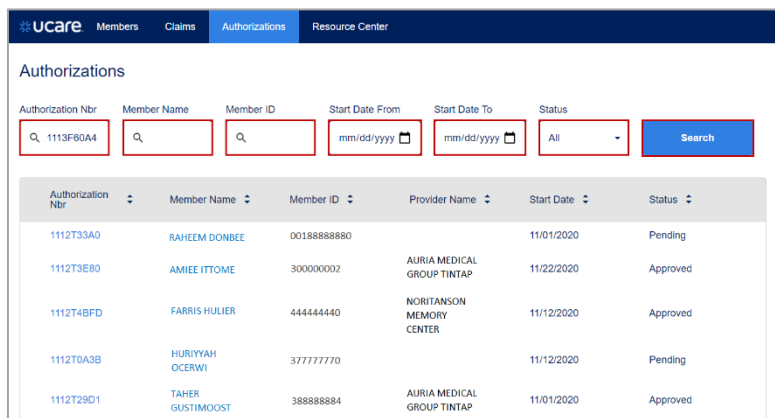 ucare Members Claims Authorizations Resource Center
Authorizations
Authorization Nbr Member Name Member ID Start Date From Start Date To Status
1113F60A4 mm/dd/yyyy mm/dd/yyyy All Search
Authorization Nbr Member Name Member ID Provider Name Start Date Status
1112T33A0 RAHEEM DONBEE 00188888880 11/01/2020 Pending
1112T3E80 AMIEE ITTOME 300000002 AURIA MEDICAL GROUP TINTAP 11/22/2020 Approved
1112T4BFD FARRIS HULIER 444444440 NORITANSON MEMORY CENTER 11/12/2020 Approved
1112T0A3B HURIYYAH OCERWI 377777770 11/12/2020 Pending
1112T29D1 TAHER GUSTIMOOST 388888884 AURIA MEDICAL GROUP TINTAP 11/01/2020 Approved